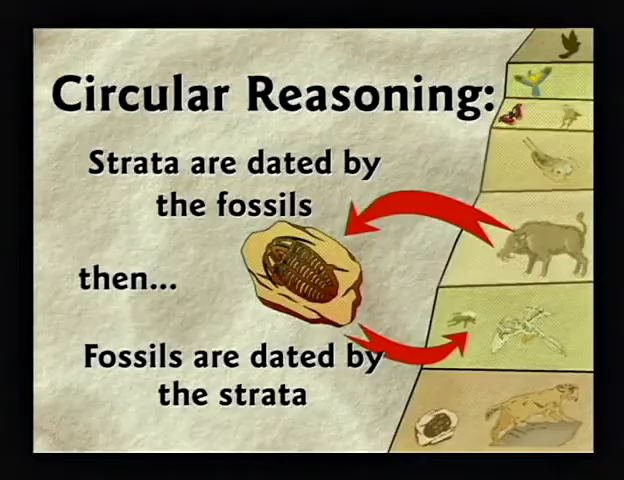 Circular Reasoning:
Strata are dated by
the fossils
then...
Fossils are dated by
the strata